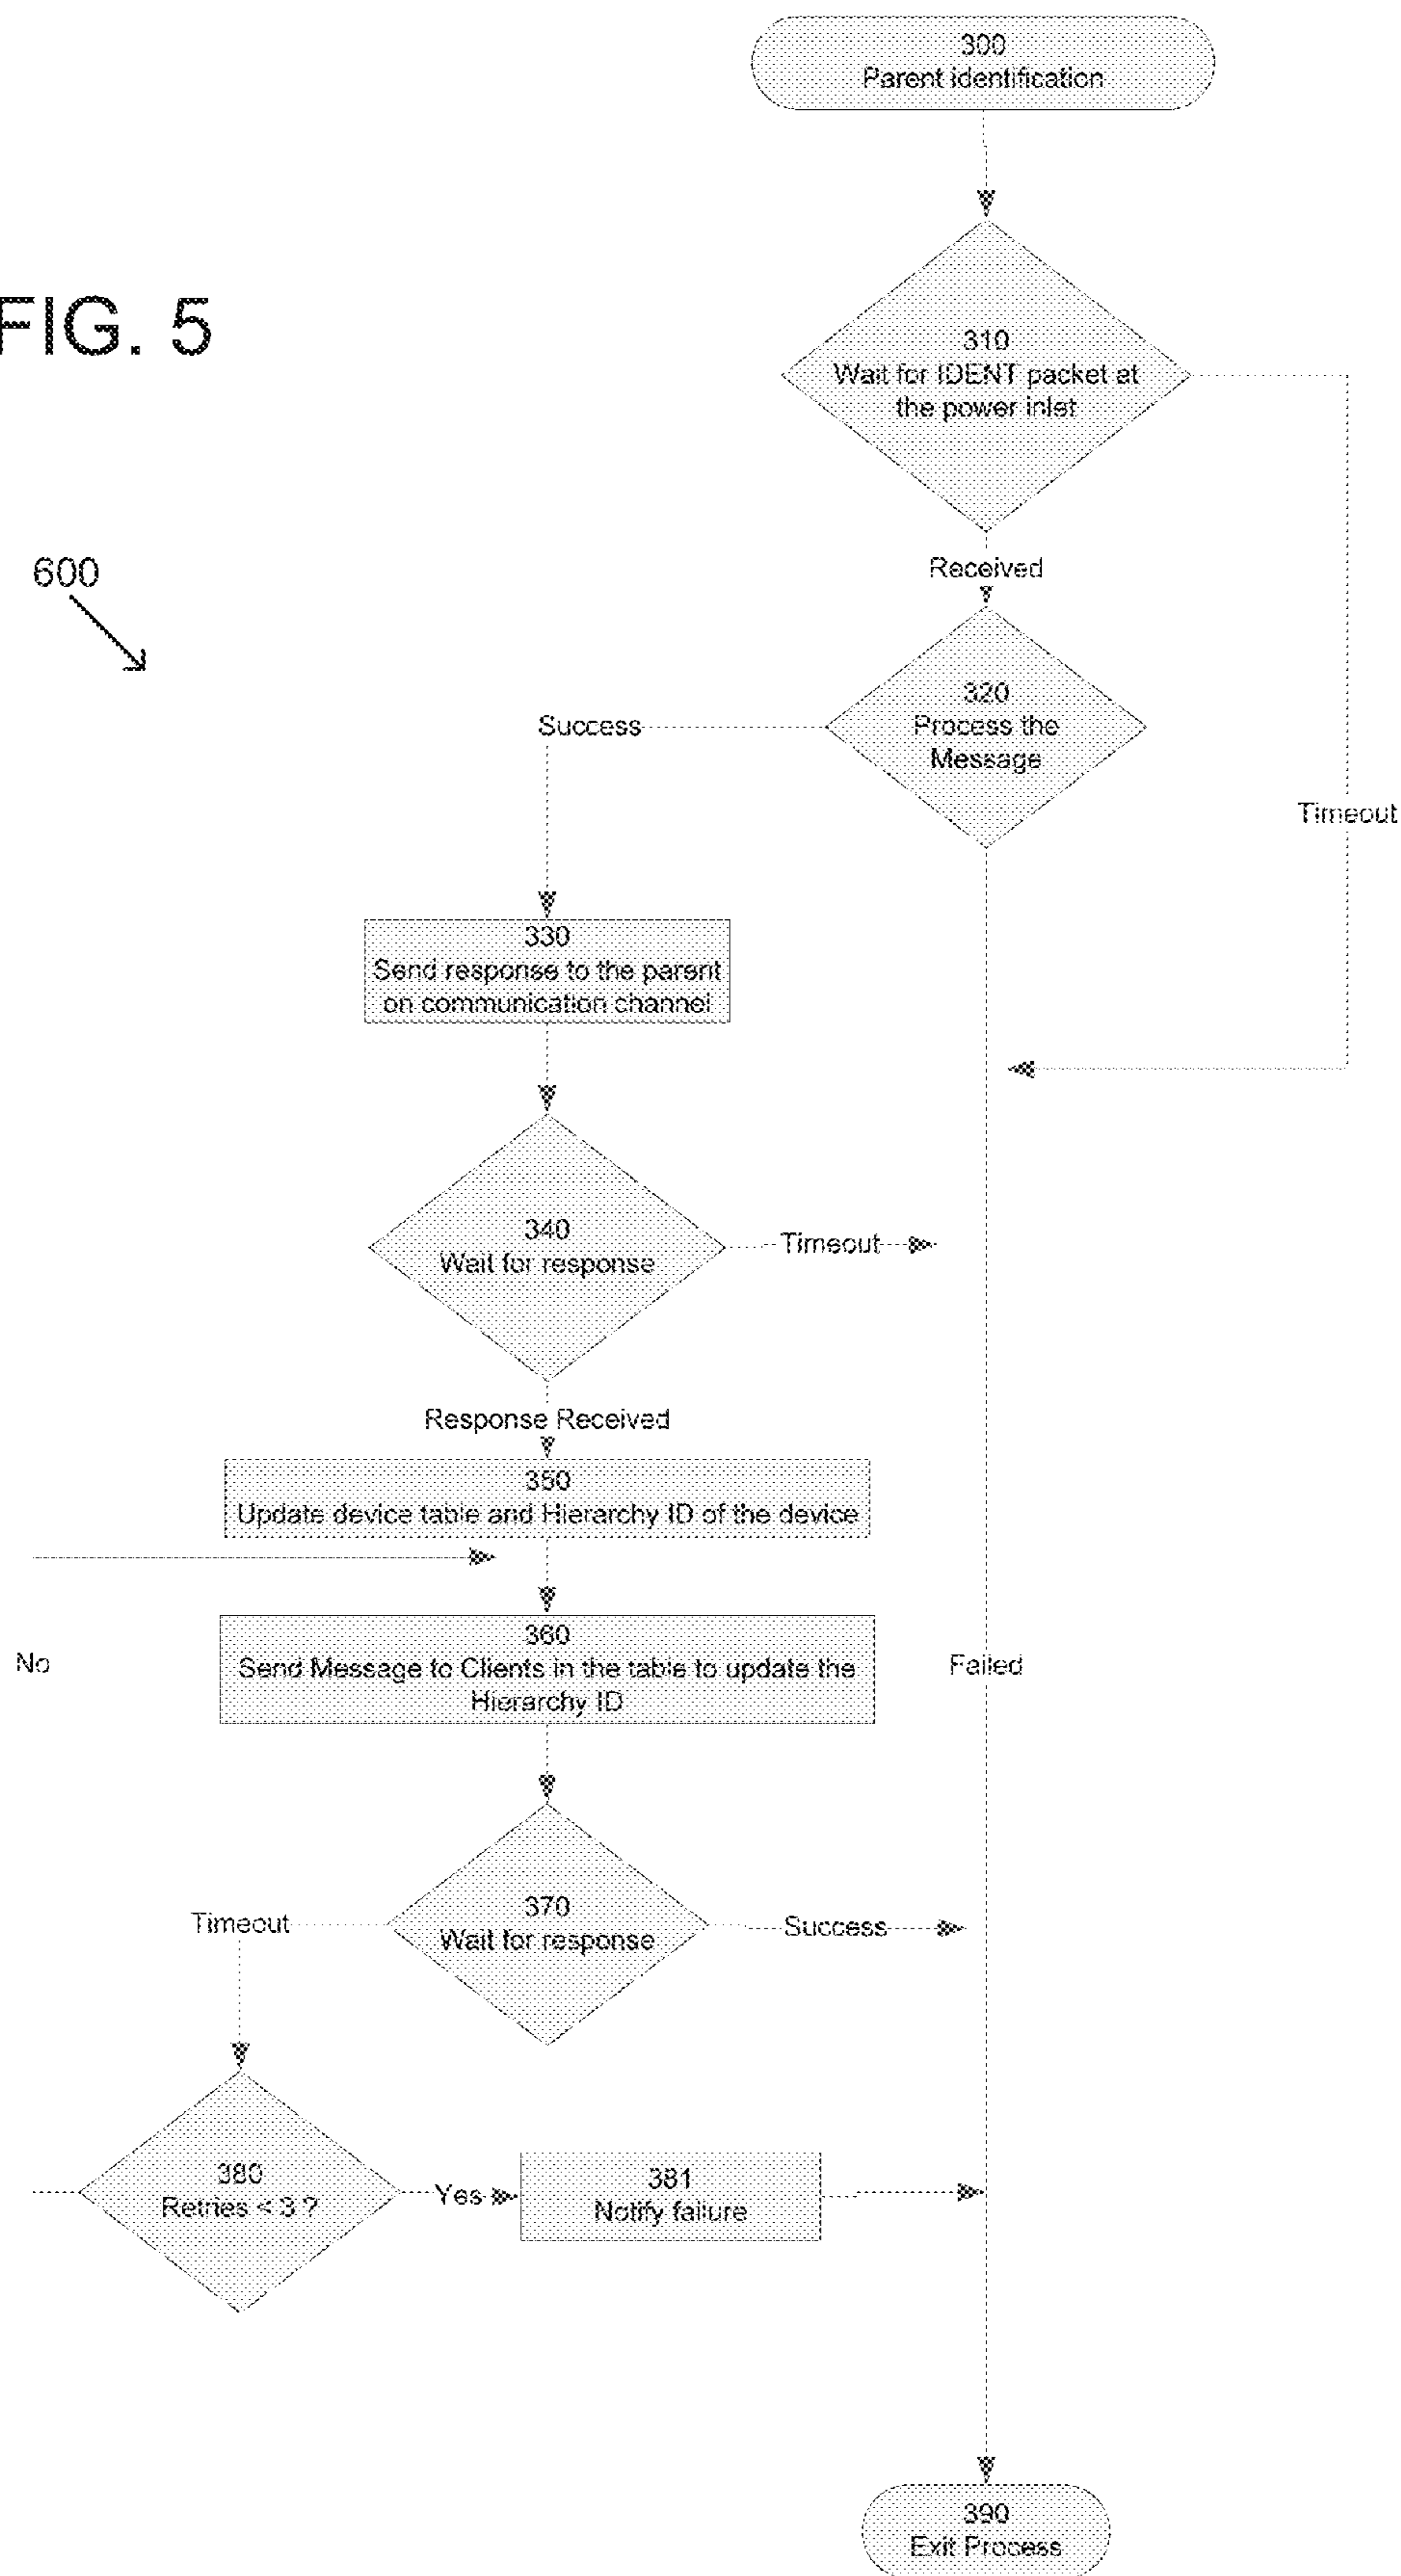 300
Parent identification
FIG. 5
310
Wait for IDENT packet at
the power inlet
600
Received
320
Process the
Message
Success
Timeout
330
Send response to the parent
on communication channel
340
Wait for response
Timeout
Response Received
350
Update device table and Hierarchy ID of the device
360
Send Message to Clients in the table to update the
Hierarchy ID
No
Failed
370
Wait for response
Timeout
Success
380
Retries < 3 ?
Yes
381
Notify failure
390
Exit Process